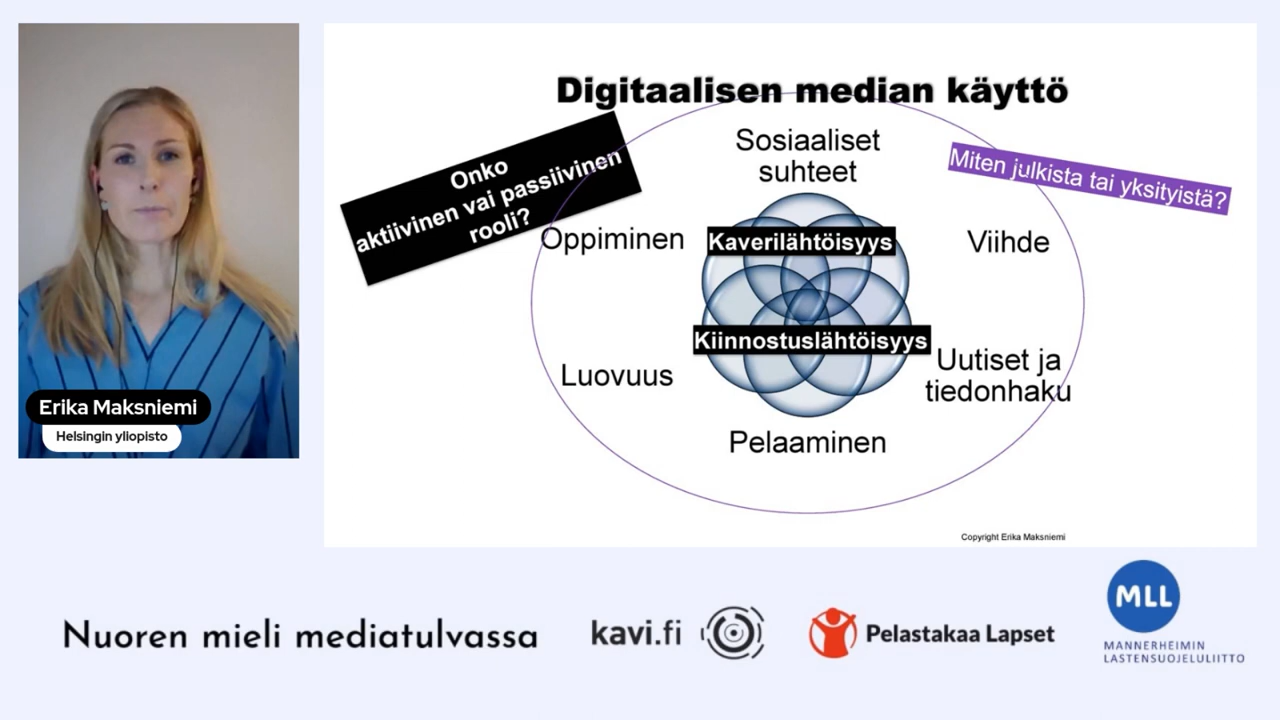 Digitaalisen median käyttö
Onko
aktiivinen vai passiivinen
rooli?
Sosiaaliset
suhteet
Miten julkista tai yksityistä?
Oppiminen
Kaverilähtöisyys
Viihde
Kiinnostuslähtöisyys
Luovuus
Uutiset ja
tiedonhaku
Pelaaminen
Copyright Erika Maksniemi
Erika Maksniemi
Helsingin yliopisto
Nuoren mieli mediatulvassa
kavi.fi
Pelastakaa Lapset
MLL
MANNERHEIMIN
LASTENSUOJELULIITTO